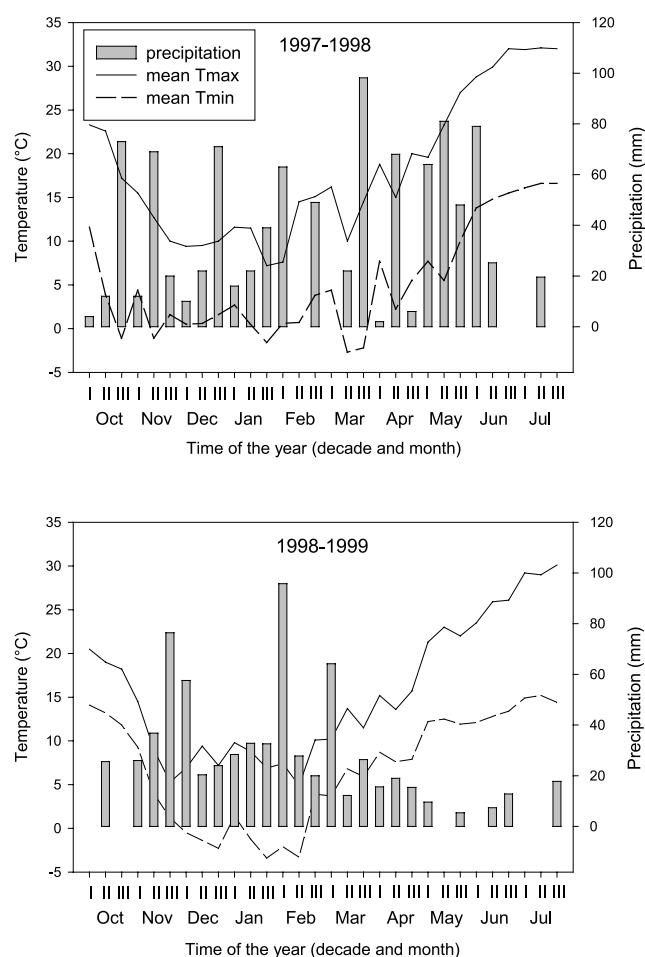 1997-1998
precipitation
mean Tmax
mean Tmin
Temperature (°C)
35
30
25
20
15
10
5
0
-5
Precipitation (mm)
120
100
80
60
40
20
0
I II III I II III I II III I II III I II III I II III I II III I II III I II III I II III
Oct Nov Dec Jan Feb Mar Apr May Jun Jul
Time of the year (decade and month)
1998-1999
Temperature (°C)
35
30
25
20
15
10
5
0
-5
Precipitation (mm)
120
100
80
60
40
20
0
I II III I II III I II III I II III I II III I II III I II III I II III I II III I II III
Oct Nov Dec Jan Feb Mar Apr May Jun Jul
Time of the year (decade and month)